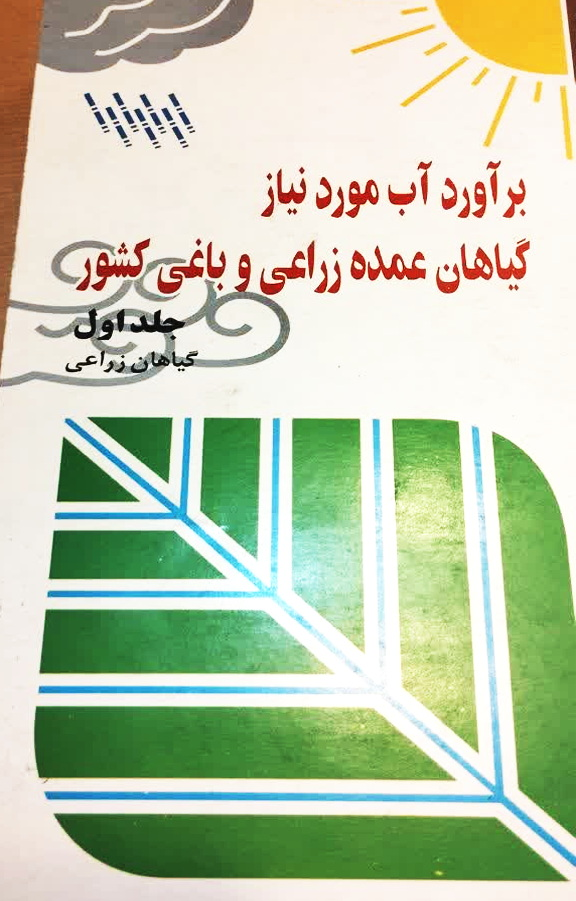 برآورد آب مورد نیاز
گیاهان عمده زراعی و باغی کشور
جلد اول
گیاهان زراعی